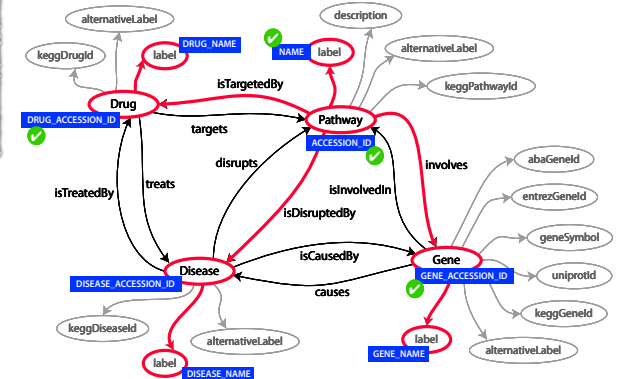 alternativeLabel
description
DRUG_NAME
keggDrugId
label
NAME
label
alternativeLabel
isTargetedBy
keggPathwayId
Drug
DRUG_ACCESSION_ID
Pathway
targets
ACCESSION_ID
disrupts
involves
abaGeneId
isTreatedBy
treats
isInvolvedIn
entrezGeneId
isDisruptedBy
geneSymbol
isCausedBy
Disease
Gene
DISEASE_ACCESSION_ID
GENE_ACCESSION_ID
uniprotId
causes
keggGeneId
keggDiseaseId
alternativeLabel
label
GENE_NAME
alternativeLabel
label
DISEASE_NAME